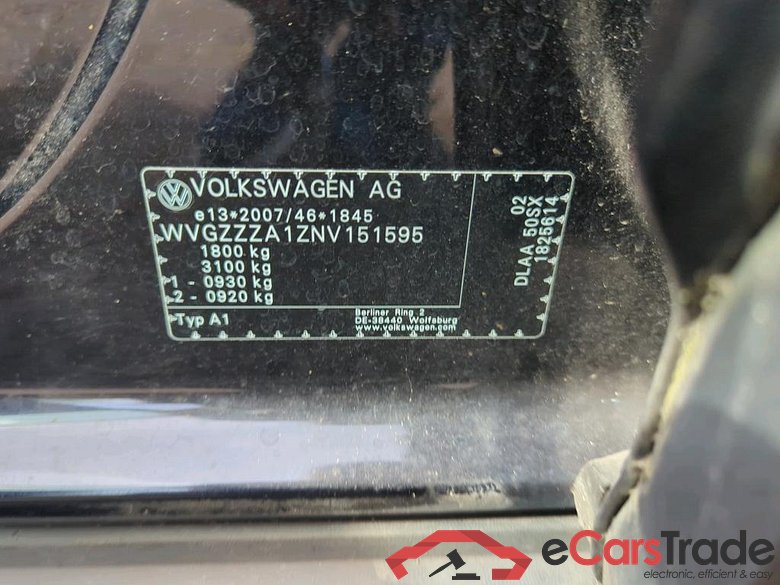 VOLKSWAGEN AG
e13*2007/46*1845
WVGZZZA1ZNV151595
1800 kg
3100 kg
1 - 0930 kg
2 - 0920 kg
Typ A1
Berliner Ring 2
DE-38440 Wolfsburg
www.volkswagen.com
02
DLAA 50SX
1825614
eCarsTrade
electronic, efficient & easy